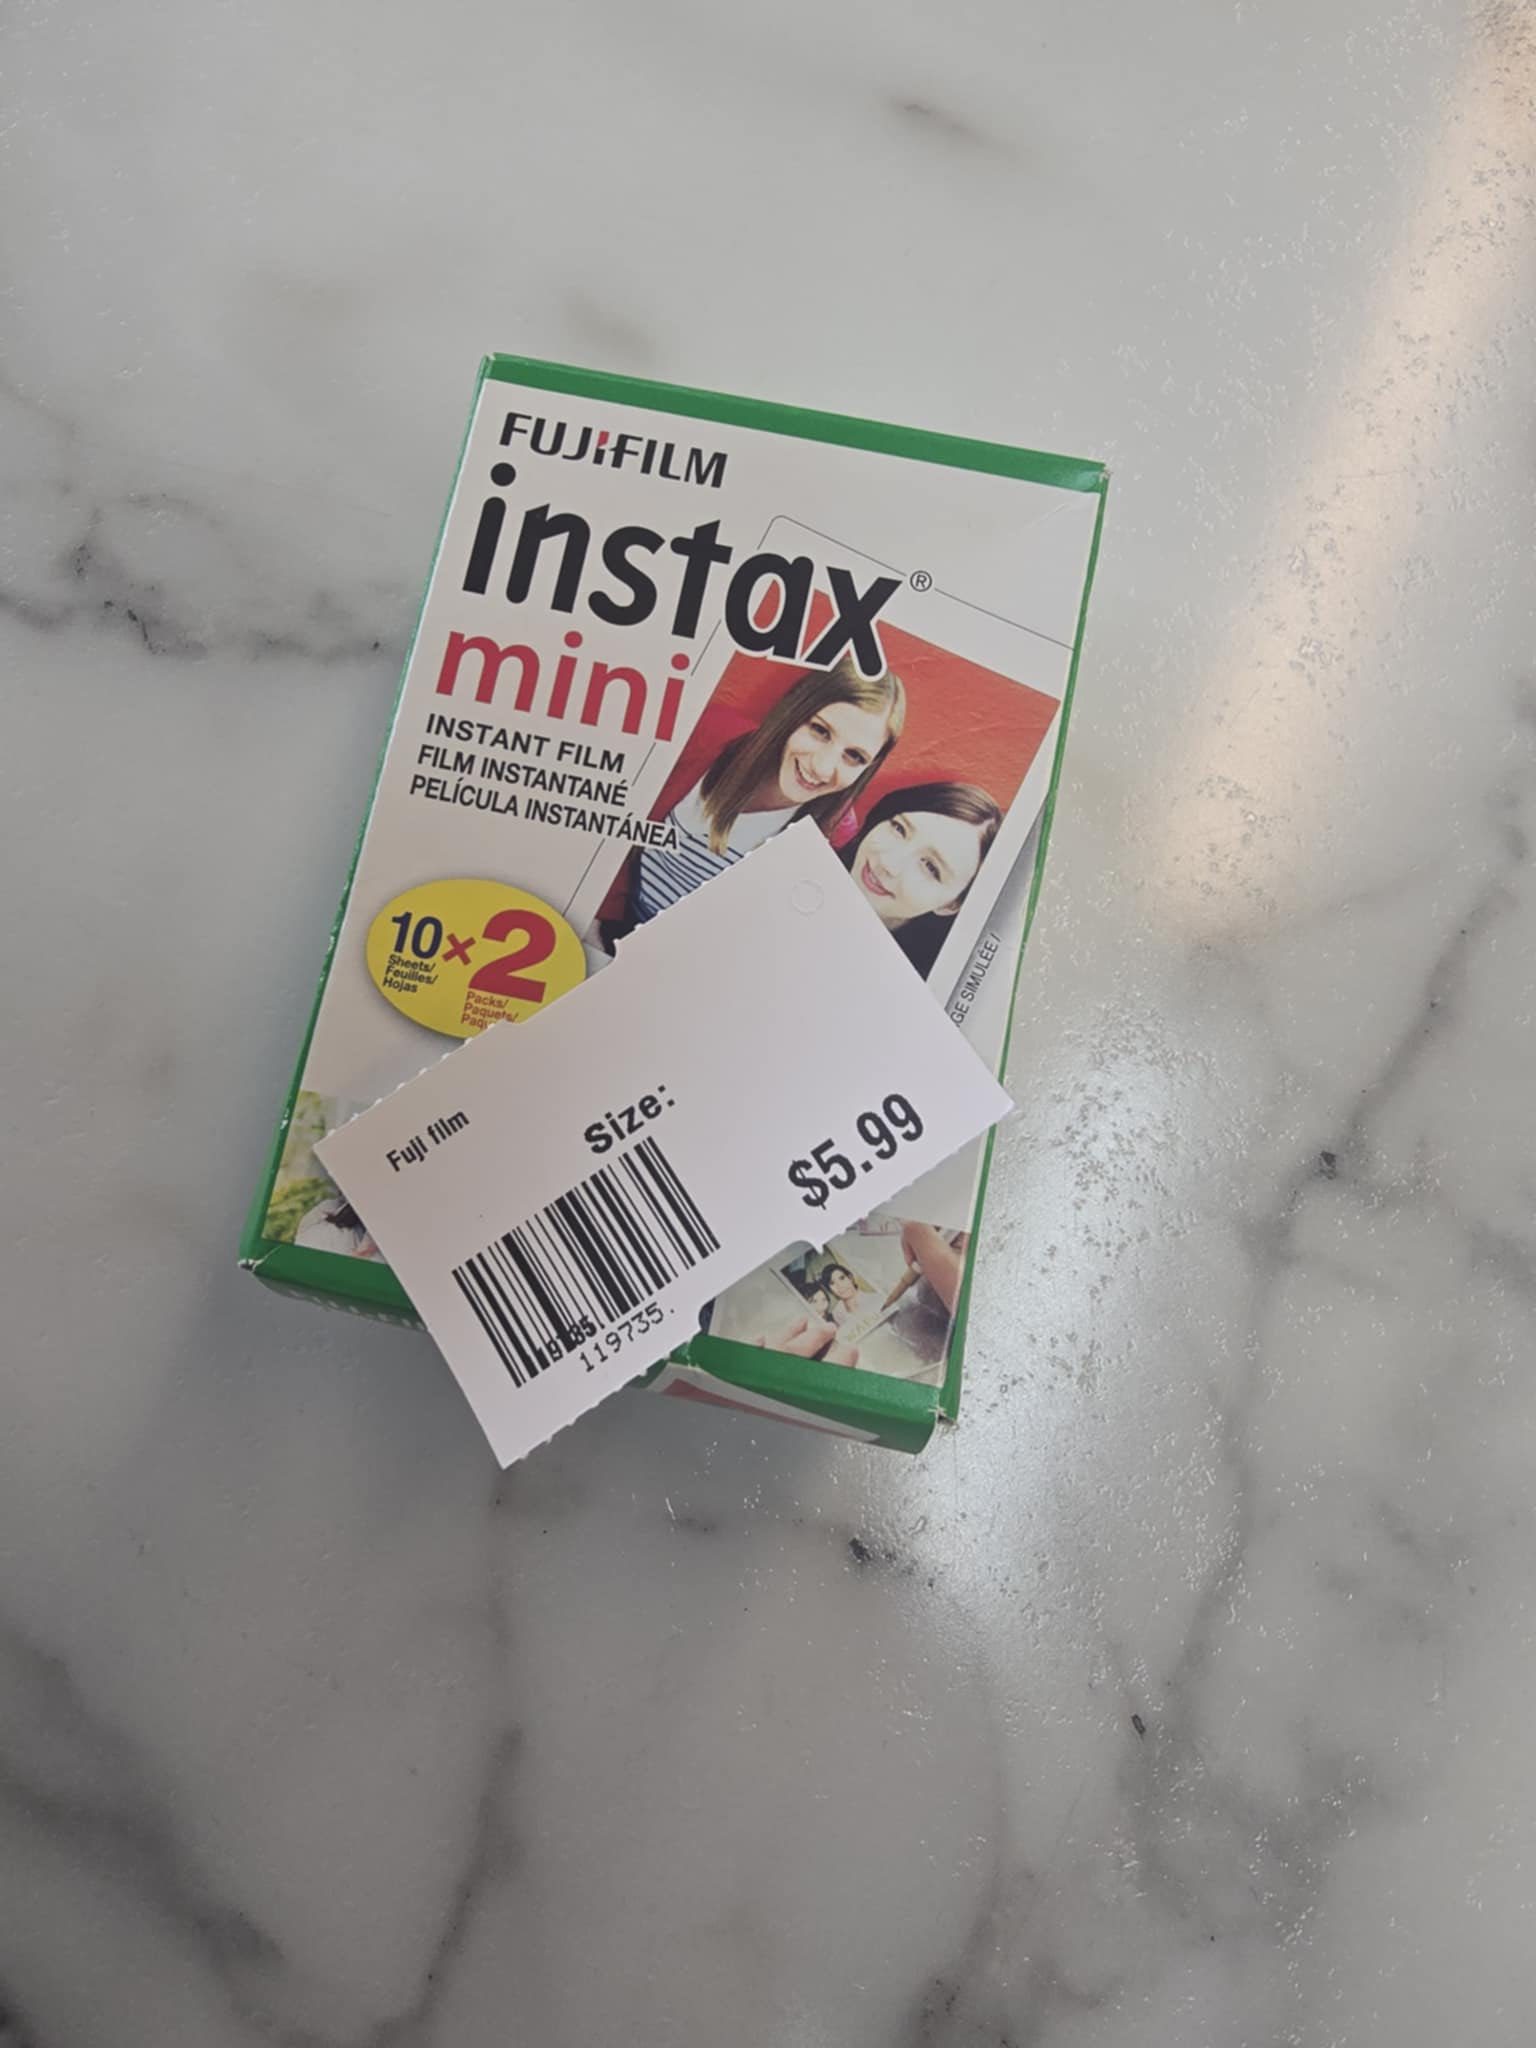 FUJIFILM
instax®
mini
INSTANT FILM
FILM INSTANTANÉ
PELÍCULA INSTANTÁNEA
10 x 2
Sheets/
Feuilles/
Hojas
Packs/
Paquets/
SIMULÉE /
Fuji film
Size:
$5.99
119735.